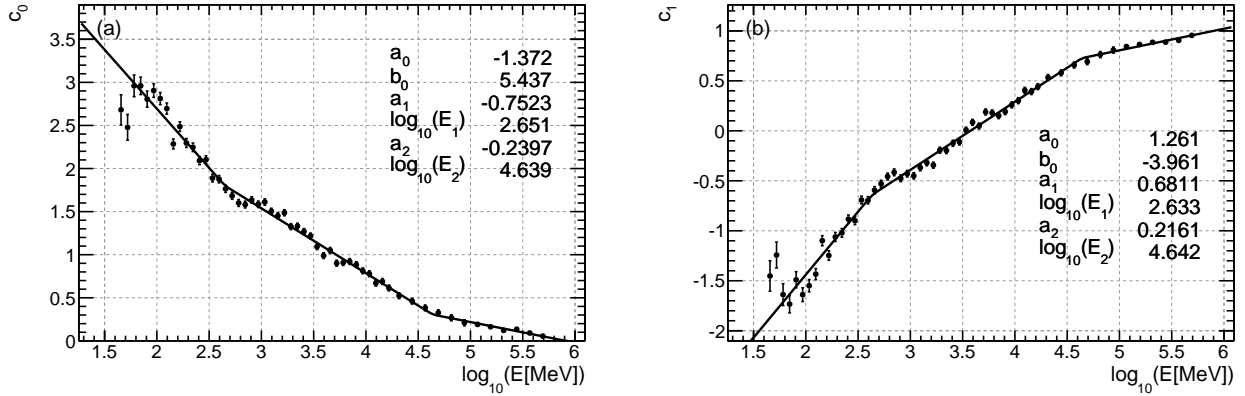 c0
(a)
3.5
3
2.5
2
1.5
1
0.5
0
a0 -1.372
b0 5.437
a1 -0.7523
log10(E1) 2.651
a2 -0.2397
log10(E2) 4.639
1.5 2 2.5 3 3.5 4 4.5 5 5.5 6
log10(E[MeV])
c1
(b)
1
0.5
0
-0.5
-1
-1.5
-2
a0 1.261
b0 -3.961
a1 0.6811
log10(E1) 2.633
a2 0.2161
log10(E2) 4.642
1.5 2 2.5 3 3.5 4 4.5 5 5.5 6
log10(E[MeV])